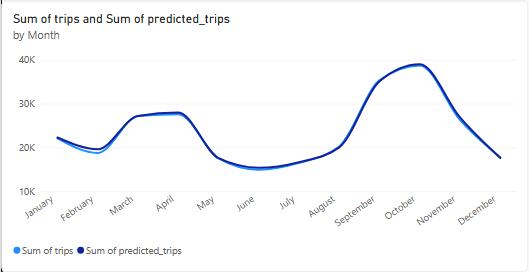 Sum of trips and Sum of predicted_trips
by Month
40K
30K
20K
10K
January
February
March
April
May
June
July
August
September
October
November
December
Sum of trips
Sum of predicted_trips